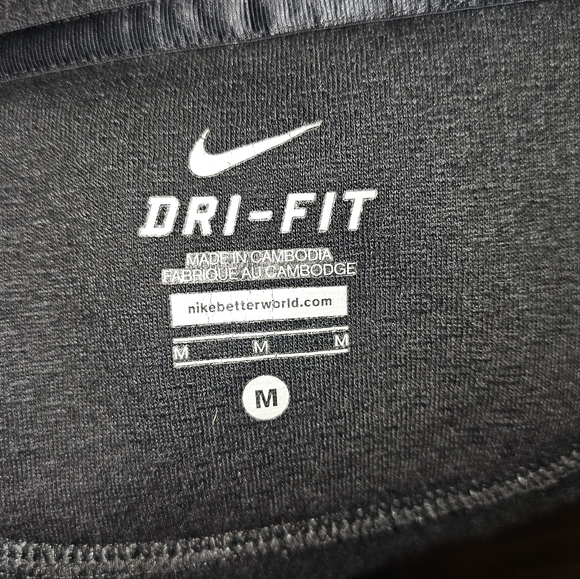 DRI-FIT
MADE IN CAMBODIA
FABRIQUE AU CAMBODGE
nikebetterworld.com
M M M
M